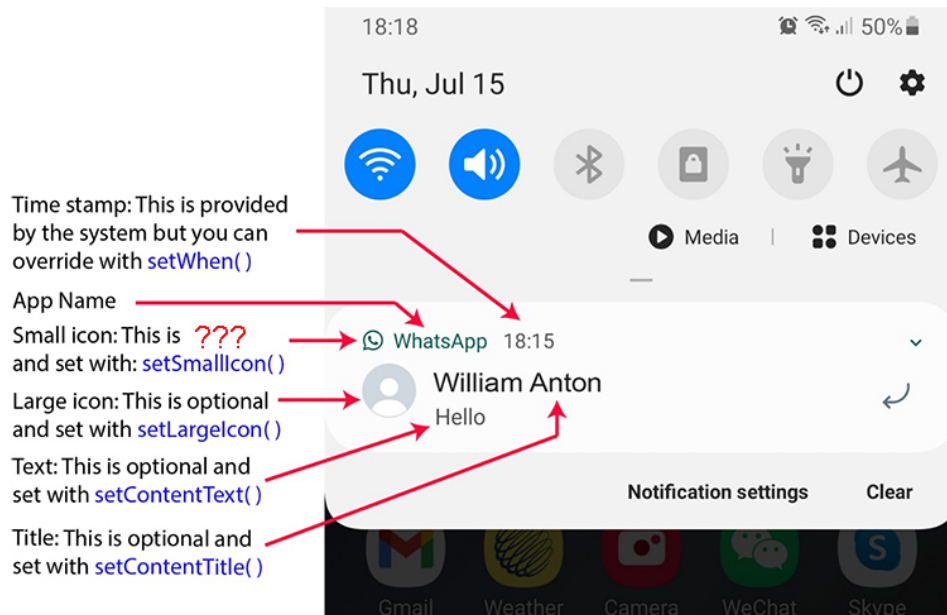 18:18
50%
Thu, Jul 15
Media | Devices
Time stamp: This is provided
by the system but you can
override with setWhen( )
App Name
Small icon: This is ???
and set with: setSmallIcon( )
Large icon: This is optional
and set with setLargeIcon( )
Text: This is optional and
set with setContentText( )
Title: This is optional and
set with setContentTitle( )
WhatsApp 18:15
William Anton
Hello
Notification settings
Clear
Gmail
Weather
Camera
WeChat
Skype